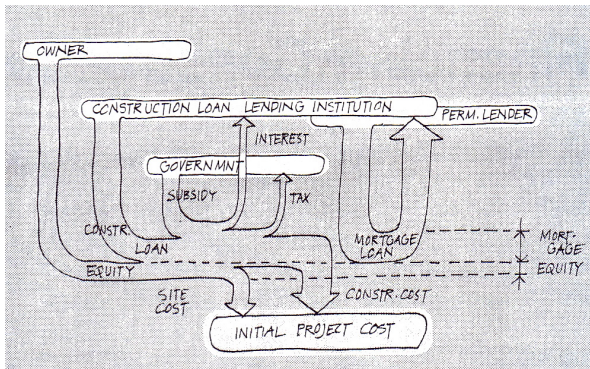 OWNER
CONSTRUCTION LOAN LENDING INSTITUTION
PERM. LENDER
INTEREST
GOVERNMNT
SUBSIDY
TAX
CONSTR.
LOAN
MORTGAGE
LOAN
MORT-
GAGE
EQUITY
EQUITY
SITE
COST
CONSTR. COST
INITIAL PROJECT COST